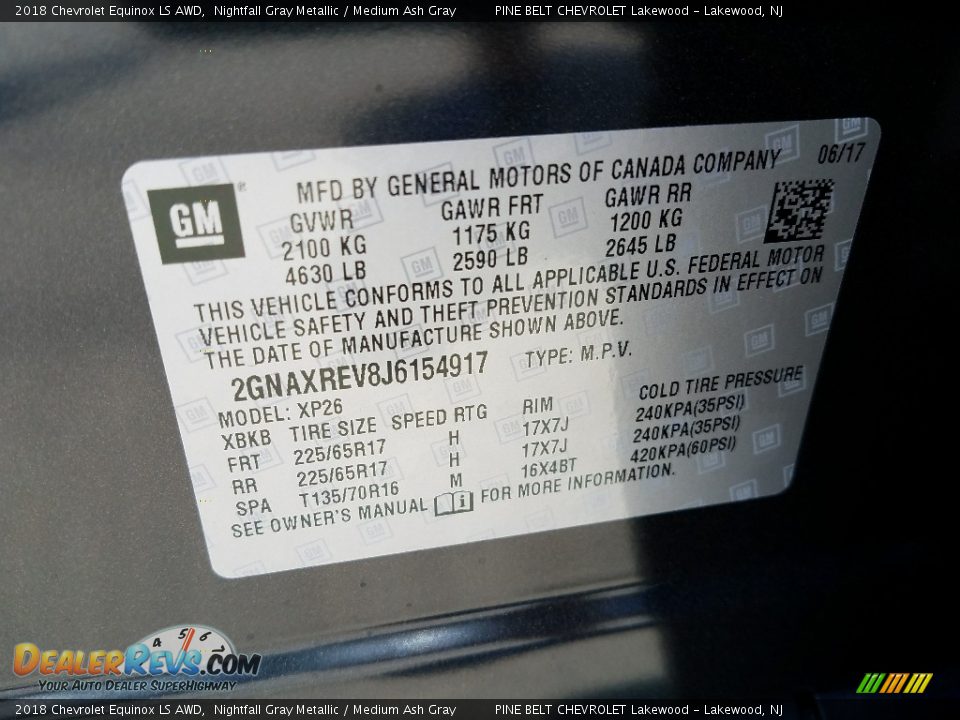 2018 Chevrolet Equinox LS AWD,  Nightfall Gray Metallic / Medium Ash Gray        PINE BELT CHEVROLET Lakewood - Lakewood, NJ
GM ®
MFD BY GENERAL MOTORS OF CANADA COMPANY 06/17
GVWR GAWR FRT GAWR RR
2100 KG 1175 KG 1200 KG
4630 LB 2590 LB 2645 LB
THIS VEHICLE CONFORMS TO ALL APPLICABLE U.S. FEDERAL MOTOR
VEHICLE SAFETY AND THEFT PREVENTION STANDARDS IN EFFECT ON
THE DATE OF MANUFACTURE SHOWN ABOVE.
2GNAXREV8J6154917 TYPE: M.P.V.
MODEL: XP26
XBKB TIRE SIZE SPEED RTG RIM COLD TIRE PRESSURE
FRT 225/65R17 H 17X7J 240KPA(35PSI)
RR 225/65R17 H 17X7J 240KPA(35PSI)
SPA T135/70R16 M 16X4BT 420KPA(60PSI)
SEE OWNER'S MANUAL i FOR MORE INFORMATION.
4 5 6 7
DEALERREVS.COM
YOUR AUTO DEALER SUPERHIGHWAY
2018 Chevrolet Equinox LS AWD,  Nightfall Gray Metallic / Medium Ash Gray        PINE BELT CHEVROLET Lakewood - Lakewood, NJ